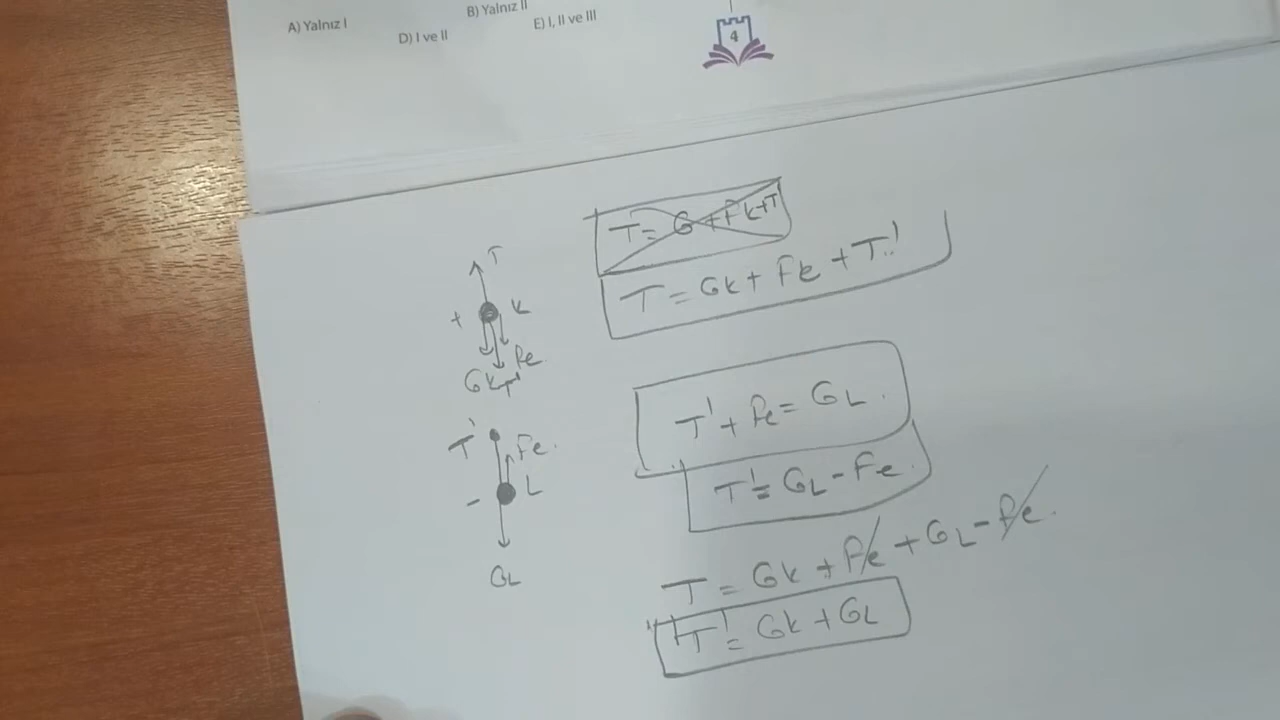 A) Yalnız I
B) Yalnız II
D) I ve II
E) I, II ve III
4
T = G + Fk+T
T = Gk + Fe + T'
T
+ K
Fe
Gk
T' + Fe = GL
T'
Fe
- L
GL
T' = GL - Fe
T = Gk + Fe + GL - Fe
T' = Gk + GL